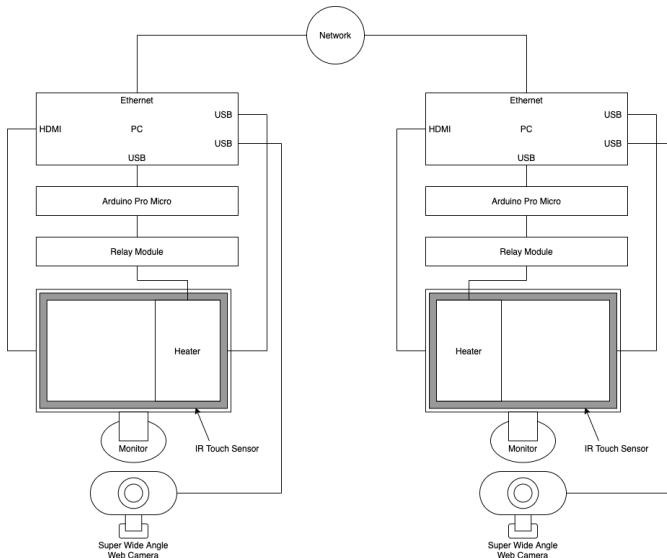 Network
Ethernet
USB
HDMI
PC
USB
USB
Arduino Pro Micro
Relay Module
Heater
Monitor
IR Touch Sensor
Super Wide Angle
Web Camera
Ethernet
USB
HDMI
PC
USB
USB
Arduino Pro Micro
Relay Module
Heater
Monitor
IR Touch Sensor
Super Wide Angle
Web Camera